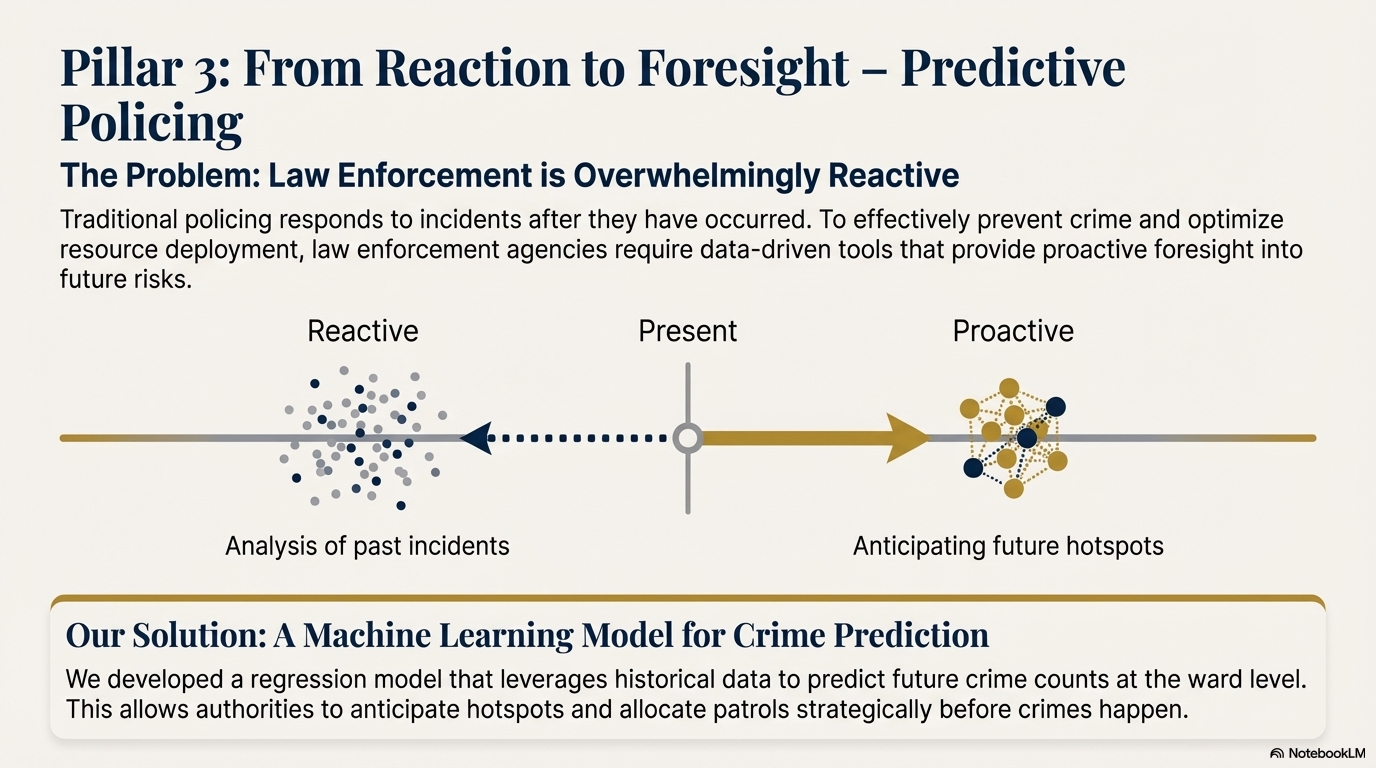 Pillar 3: From Reaction to Foresight – Predictive
Policing
The Problem: Law Enforcement is Overwhelmingly Reactive
Traditional policing responds to incidents after they have occurred. To effectively prevent crime and optimize
resource deployment, law enforcement agencies require data-driven tools that provide proactive foresight into
future risks.
Reactive
Present
Proactive
Analysis of past incidents
Anticipating future hotspots
Our Solution: A Machine Learning Model for Crime Prediction
We developed a regression model that leverages historical data to predict future crime counts at the ward level.
This allows authorities to anticipate hotspots and allocate patrols strategically before crimes happen.
NotebookLM